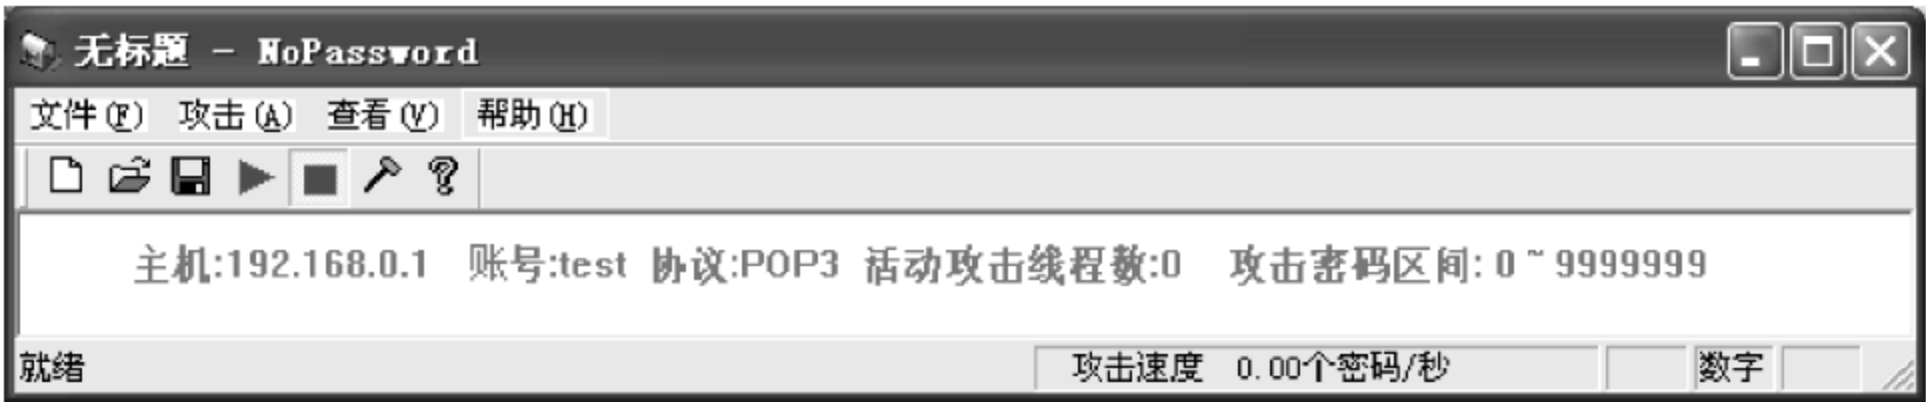 无标题 - NoPassword
文件(F) 攻击(A) 查看(V) 帮助(H)
主机:192.168.0.1 账号:test 协议:POP3 活动攻击线程数:0 攻击密码区间: 0 ~ 9999999
就绪 攻击速度 0.00个密码/秒 数字